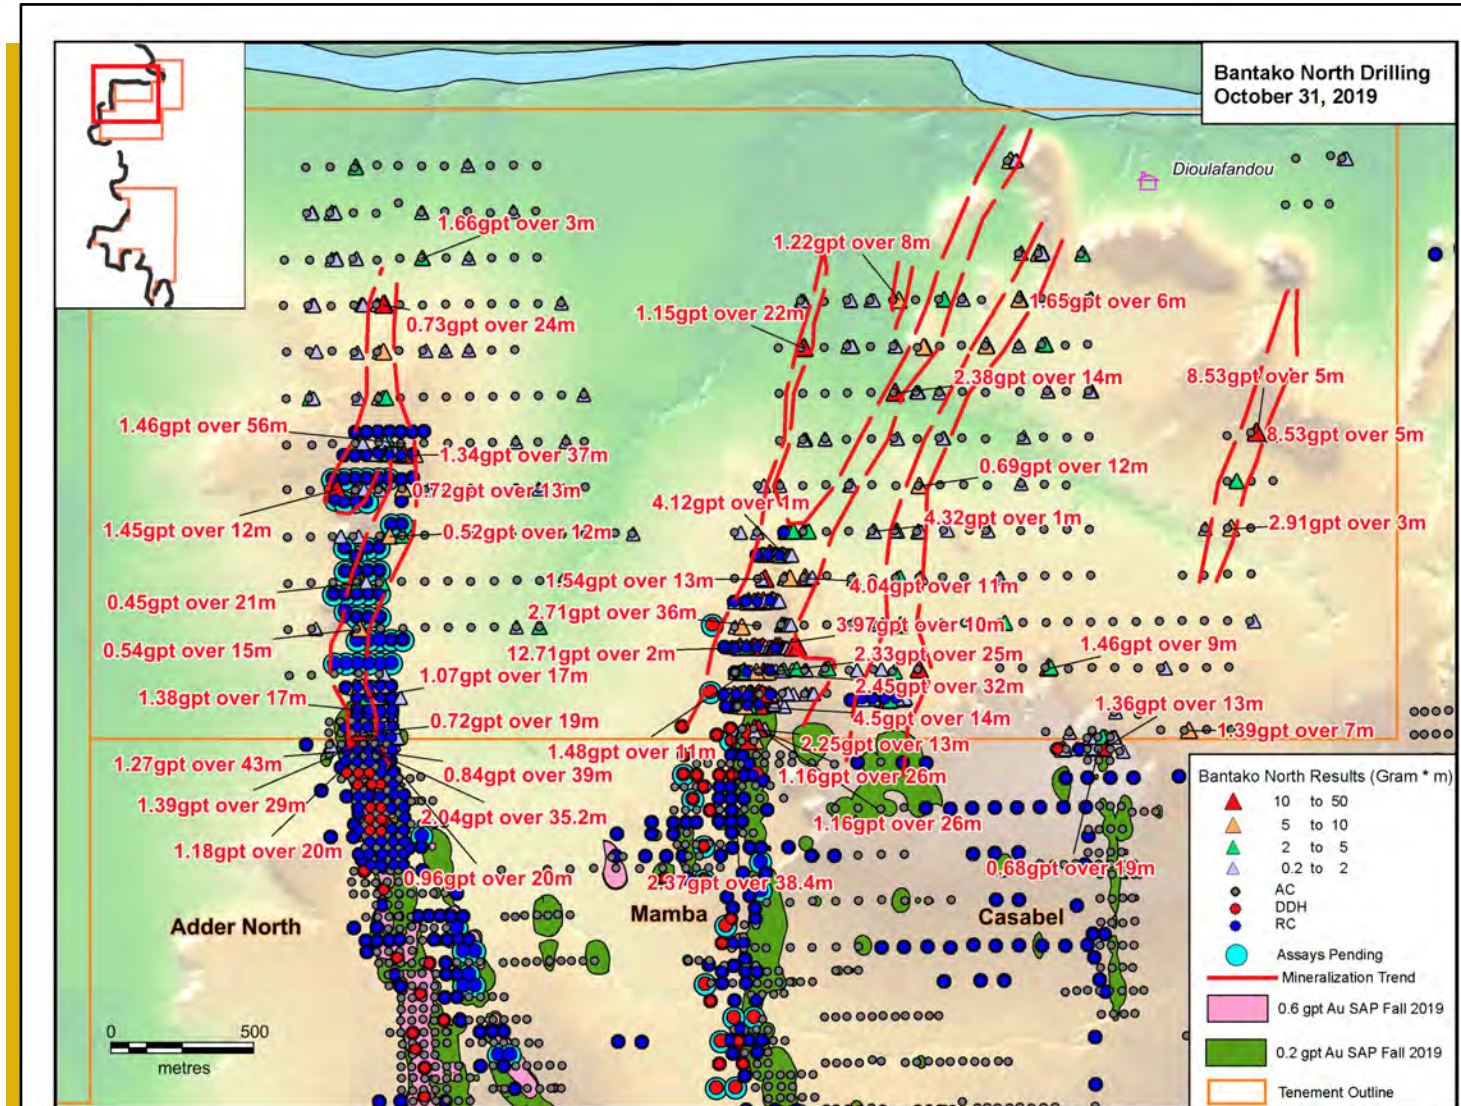 Bantako North Drilling
October 31, 2019
Dioulafandou
1.66gpt over 3m
1.22gpt over 8m
1.65gpt over 6m
1.15gpt over 22m
0.73gpt over 24m
2.38gpt over 14m
8.53gpt over 5m
1.46gpt over 56m
8.53gpt over 5m
1.34gpt over 37m
0.69gpt over 12m
0.72gpt over 13m
4.12gpt over 1m
4.32gpt over 1m
1.45gpt over 12m
0.52gpt over 12m
2.91gpt over 3m
1.54gpt over 13m
4.04gpt over 11m
0.45gpt over 21m
2.71gpt over 36m
3.97gpt over 10m
0.54gpt over 15m
12.71gpt over 2m
2.33gpt over 25m
1.46gpt over 9m
1.07gpt over 17m
2.45gpt over 32m
1.38gpt over 17m
1.36gpt over 13m
4.5gpt over 14m
0.72gpt over 19m
1.39gpt over 7m
1.48gpt over 11m
2.25gpt over 13m
1.27gpt over 43m
0.84gpt over 39m
1.16gpt over 26m
1.39gpt over 29m
2.04gpt over 35.2m
1.16gpt over 26m
1.18gpt over 20m
0.96gpt over 20m
2.37gpt over 38.4m
0.68gpt over 19m
Adder North
Mamba
Casabel
0 500
metres
Bantako North Results (Gram * m)
10 to 50
5 to 10
2 to 5
0.2 to 2
AC
DDH
RC
Assays Pending
Mineralization Trend
0.6 gpt Au SAP Fall 2019
0.2 gpt Au SAP Fall 2019
Tenement Outline